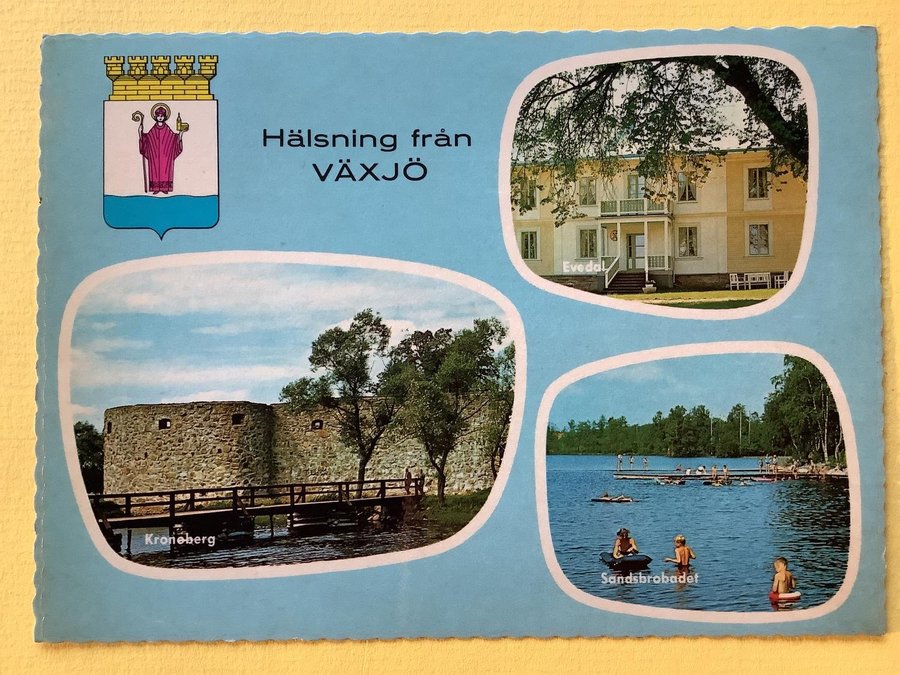 Hälsning från
VÄXJÖ
Evedal
Kronoberg
Sandsbrobadet